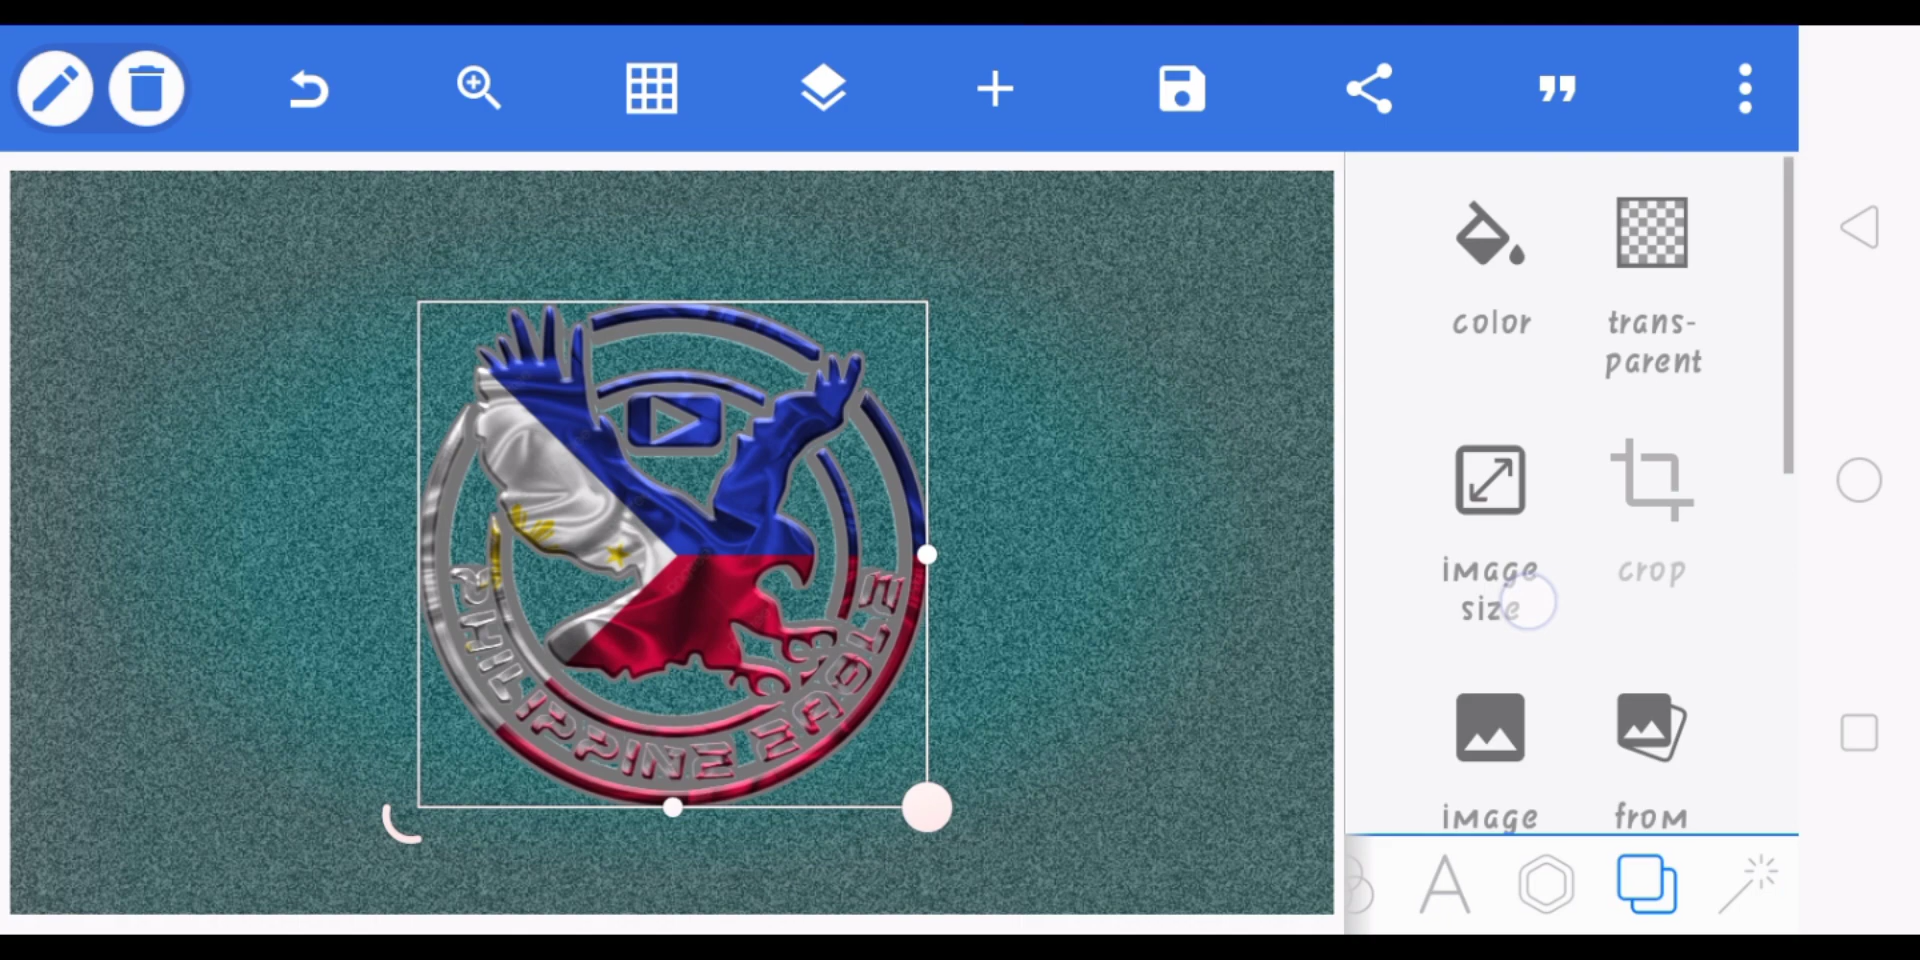 color
trans-
parent
image
size
crop
image
from
PHILIPPINE EAGLE